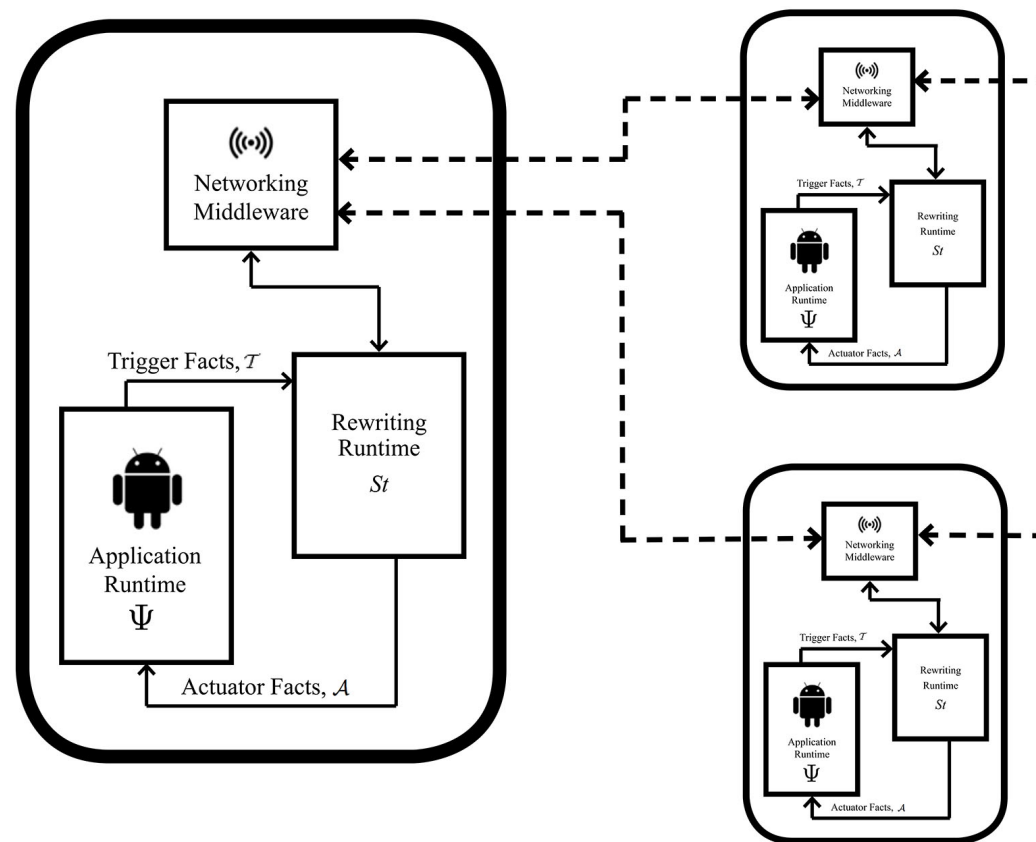 Networking
Middleware
Trigger Facts, 𝒯
Rewriting
Runtime
St
Application
Runtime
Ψ
Actuator Facts, 𝒜
Networking
Middleware
Trigger Facts, 𝒯
Rewriting
Runtime
St
Application
Runtime
Ψ
Actuator Facts, 𝒜
Networking
Middleware
Trigger Facts, 𝒯
Rewriting
Runtime
St
Application
Runtime
Ψ
Actuator Facts, 𝒜